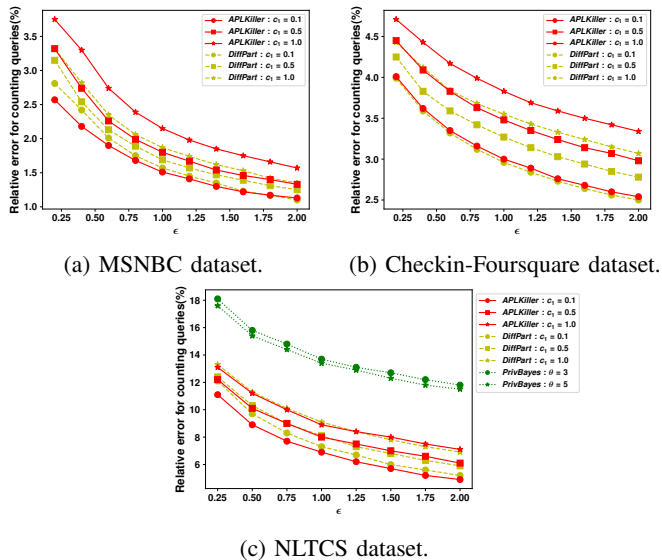 Relative error for counting queries(%)
3.5
3.0
2.5
2.0
1.5
1.0
0.25 0.50 0.75 1.00 1.25 1.50 1.75 2.00
ϵ
APLKiller : c₁ = 0.1
APLKiller : c₁ = 0.5
APLKiller : c₁ = 1.0
DiffPart : c₁ = 0.1
DiffPart : c₁ = 0.5
DiffPart : c₁ = 1.0
(a) MSNBC dataset.
Relative error for counting queries(%)
4.5
4.0
3.5
3.0
2.5
0.25 0.50 0.75 1.00 1.25 1.50 1.75 2.00
ϵ
APLKiller : c₁ = 0.1
APLKiller : c₁ = 0.5
APLKiller : c₁ = 1.0
DiffPart : c₁ = 0.1
DiffPart : c₁ = 0.5
DiffPart : c₁ = 1.0
(b) Checkin-Foursquare dataset.
Relative error for counting queries(%)
18
16
14
12
10
8
6
0.25 0.50 0.75 1.00 1.25 1.50 1.75 2.00
ϵ
APLKiller : c₁ = 0.1
APLKiller : c₁ = 0.5
APLKiller : c₁ = 1.0
DiffPart : c₁ = 0.1
DiffPart : c₁ = 0.5
DiffPart : c₁ = 1.0
PrivBayes : θ = 3
PrivBayes : θ = 5
(c) NLTCS dataset.